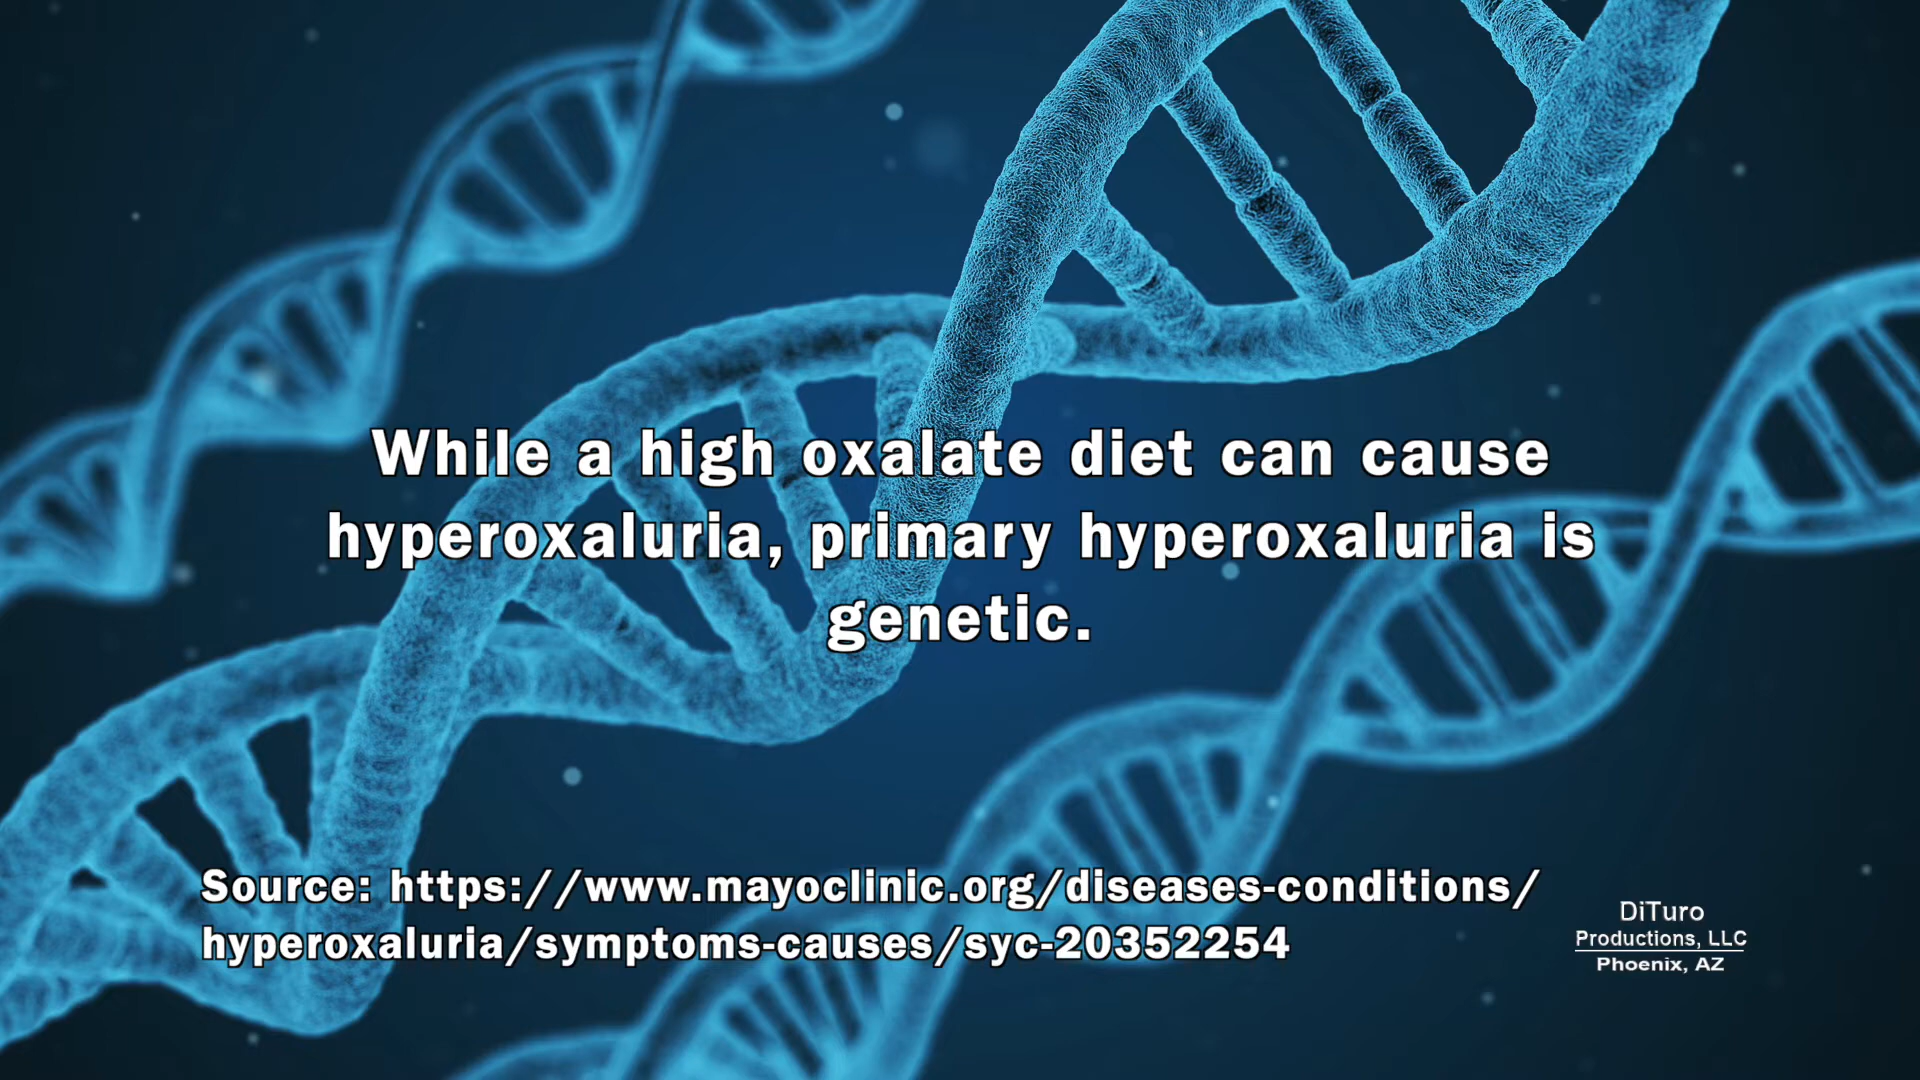 While a high oxalate diet can cause
hyperoxaluria, primary hyperoxaluria is
genetic.
Source: https://www.mayoclinic.org/diseases-conditions/
hyperoxaluria/symptoms-causes/syc-20352254
DiTuro
Productions, LLC
Phoenix, AZ